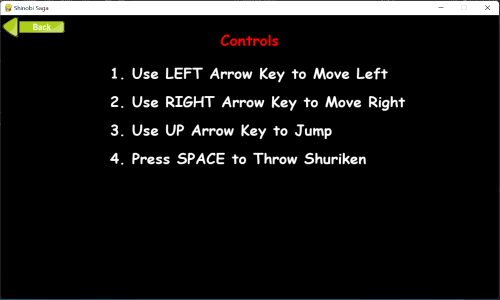 Shinobi Saga
Back
Controls
1. Use LEFT Arrow Key to Move Left
2. Use RIGHT Arrow Key to Move Right
3. Use UP Arrow Key to Jump
4. Press SPACE to Throw Shuriken